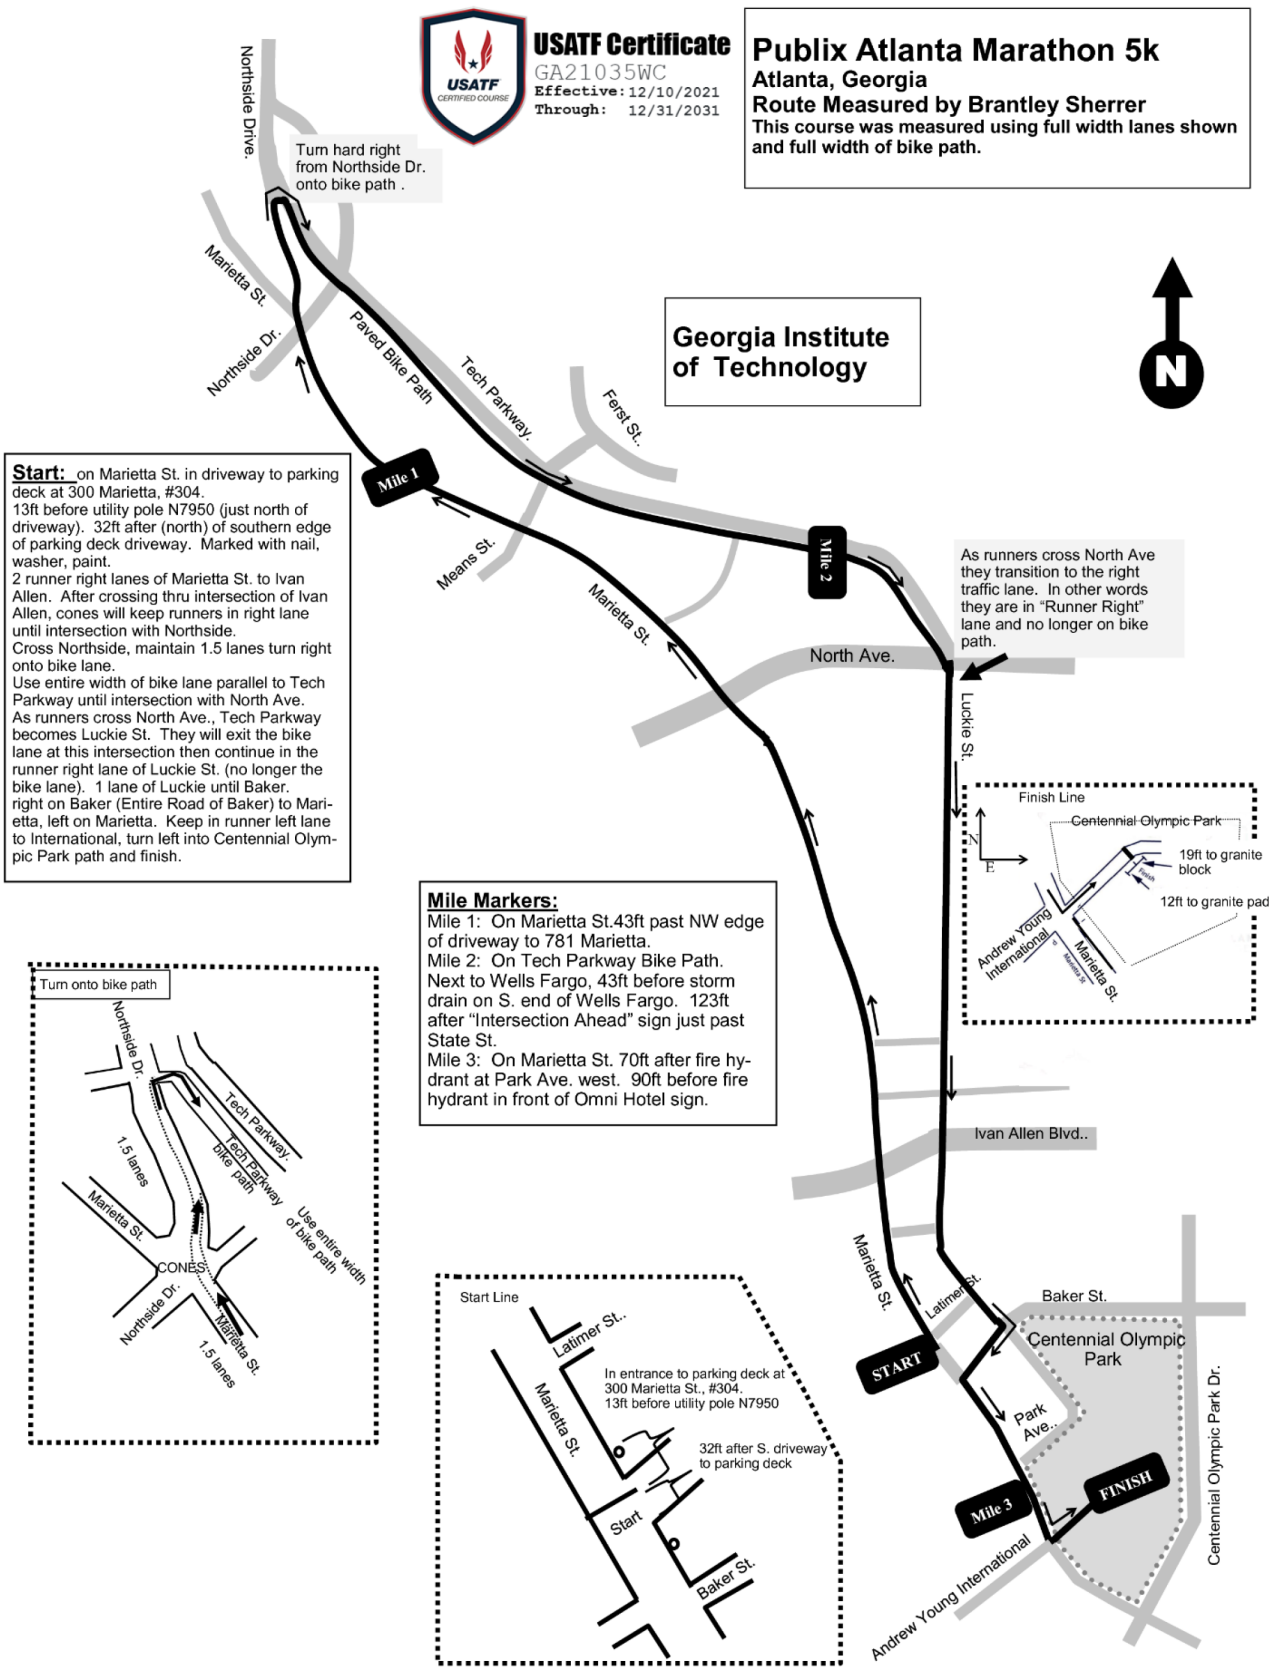 USATF
CERTIFIED COURSE
USATF Certificate
GA21035WC
Effective: 12/10/2021
Through: 12/31/2031
Publix Atlanta Marathon 5k
Atlanta, Georgia
Route Measured by Brantley Sherrer
This course was measured using full width lanes shown
and full width of bike path.
Northside Drive.
Turn hard right
from Northside Dr.
onto bike path .
Marietta St.
Northside Dr.
Paved Bike Path
Tech Parkway.
Ferst St..
Georgia Institute
of Technology
N
Start: on Marietta St. in driveway to parking
deck at 300 Marietta, #304.
13ft before utility pole N7950 (just north of
driveway). 32ft after (north) of southern edge
of parking deck driveway. Marked with nail,
washer, paint.
2 runner right lanes of Marietta St. to Ivan
Allen. After crossing thru intersection of Ivan
Allen, cones will keep runners in right lane
until intersection with Northside.
Cross Northside, maintain 1.5 lanes turn right
onto bike lane.
Use entire width of bike lane parallel to Tech
Parkway until intersection with North Ave.
As runners cross North Ave., Tech Parkway
becomes Luckie St. They will exit the bike
lane at this intersection then continue in the
runner right lane of Luckie St. (no longer the
bike lane). 1 lane of Luckie until Baker.
right on Baker (Entire Road of Baker) to Mari-
etta, left on Marietta. Keep in runner left lane
to International, turn left into Centennial Olym-
pic Park path and finish.
Mile 1
Means St.
Marietta St.
Mile 2
As runners cross North Ave
they transition to the right
traffic lane. In other words
they are in “Runner Right”
lane and no longer on bike
path.
North Ave.
Luckie St.
Finish Line
Centennial Olympic Park
N
E
19ft to granite
block
Finish
12ft to granite pad
Andrew Young
International
Marietta St.
Marietta St
Mile Markers:
Mile 1: On Marietta St.43ft past NW edge
of driveway to 781 Marietta.
Mile 2: On Tech Parkway Bike Path.
Next to Wells Fargo, 43ft before storm
drain on S. end of Wells Fargo. 123ft
after “Intersection Ahead” sign just past
State St.
Mile 3: On Marietta St. 70ft after fire hy-
drant at Park Ave. west. 90ft before fire
hydrant in front of Omni Hotel sign.
Turn onto bike path
Northside Dr.
Tech Parkway.
Tech Parkway
bike path
1.5 lanes
Marietta St.
Use entire width
of bike path
CONES
Northside Dr.
Marietta St.
1.5 lanes
Ivan Allen Blvd..
Marietta St.
Latimer St.
Baker St.
Centennial Olympic
Park
START
Park
Ave..
Centennial Olympic Park Dr.
Mile 3
FINISH
Andrew Young International
Start Line
Latimer St..
In entrance to parking deck at
300 Marietta St., #304.
13ft before utility pole N7950
Marietta St.
32ft after S. driveway
to parking deck
Start
Baker St.